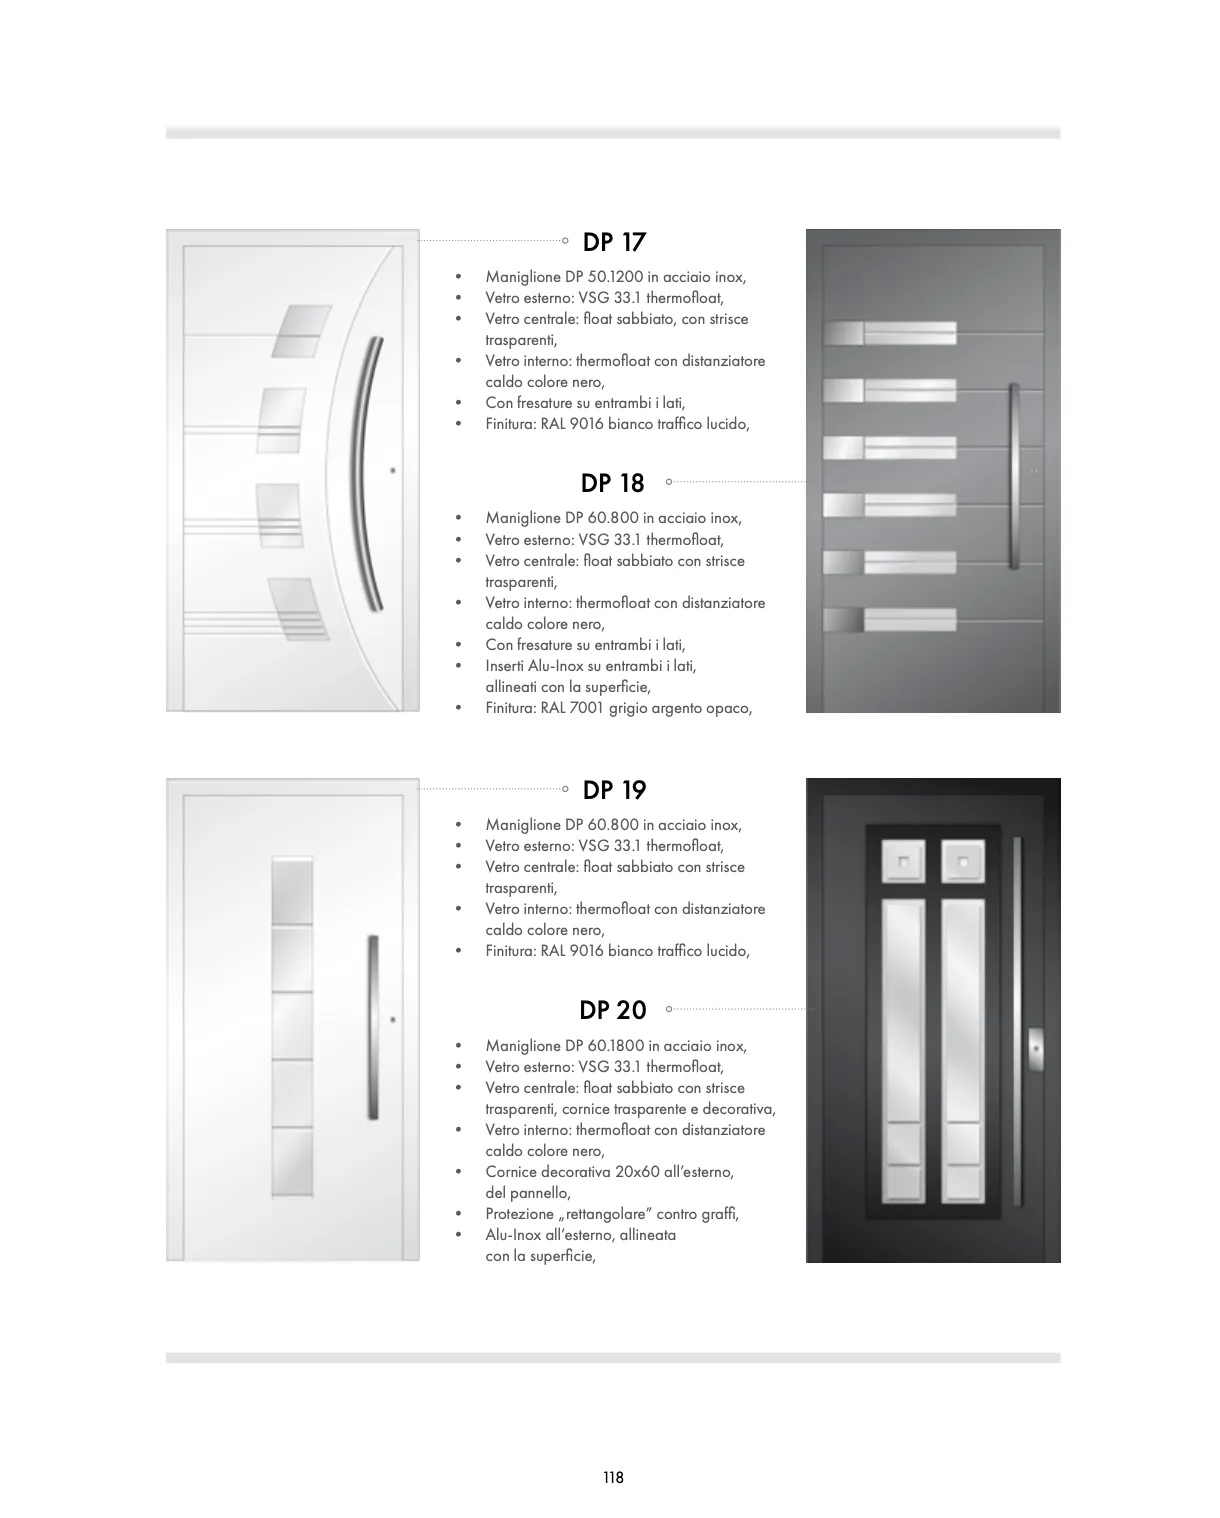 DP 17
• Maniglione DP 50.1200 in acciaio inox,
• Vetro esterno: VSG 33.1 thermofloat,
• Vetro centrale: float sabbiato, con strisce
trasparenti,
• Vetro interno: thermofloat con distanziatore
caldo colore nero,
• Con fresature su entrambi i lati,
• Finitura: RAL 9016 bianco traffico lucido,
DP 18
• Maniglione DP 60.800 in acciaio inox,
• Vetro esterno: VSG 33.1 thermofloat,
• Vetro centrale: float sabbiato con strisce
trasparenti,
• Vetro interno: thermofloat con distanziatore
caldo colore nero,
• Con fresature su entrambi i lati,
• Inserti Alu-Inox su entrambi i lati,
allineati con la superficie,
• Finitura: RAL 7001 grigio argento opaco,
DP 19
• Maniglione DP 60.800 in acciaio inox,
• Vetro esterno: VSG 33.1 thermofloat,
• Vetro centrale: float sabbiato con strisce
trasparenti,
• Vetro interno: thermofloat con distanziatore
caldo colore nero,
• Finitura: RAL 9016 bianco traffico lucido,
DP 20
• Maniglione DP 60.1800 in acciaio inox,
• Vetro esterno: VSG 33.1 thermofloat,
• Vetro centrale: float sabbiato con strisce
trasparenti, cornice trasparente e decorativa,
• Vetro interno: thermofloat con distanziatore
caldo colore nero,
• Cornice decorativa 20x60 all’esterno,
del pannello,
• Protezione „rettangolare” contro graffi,
• Alu-Inox all’esterno, allineata
con la superficie,
118